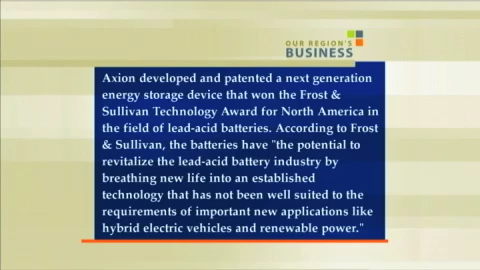 OUR REGION'S
BUSINESS
Axion developed and patented a next generation
energy storage device that won the Frost &
Sullivan Technology Award for North America in
the field of lead-acid batteries. According to Frost
& Sullivan, the batteries have "the potential to
revitalize the lead-acid battery industry by
breathing new life into an established
technology that has not been well suited to the
requirements of important new applications like
hybrid electric vehicles and renewable power."